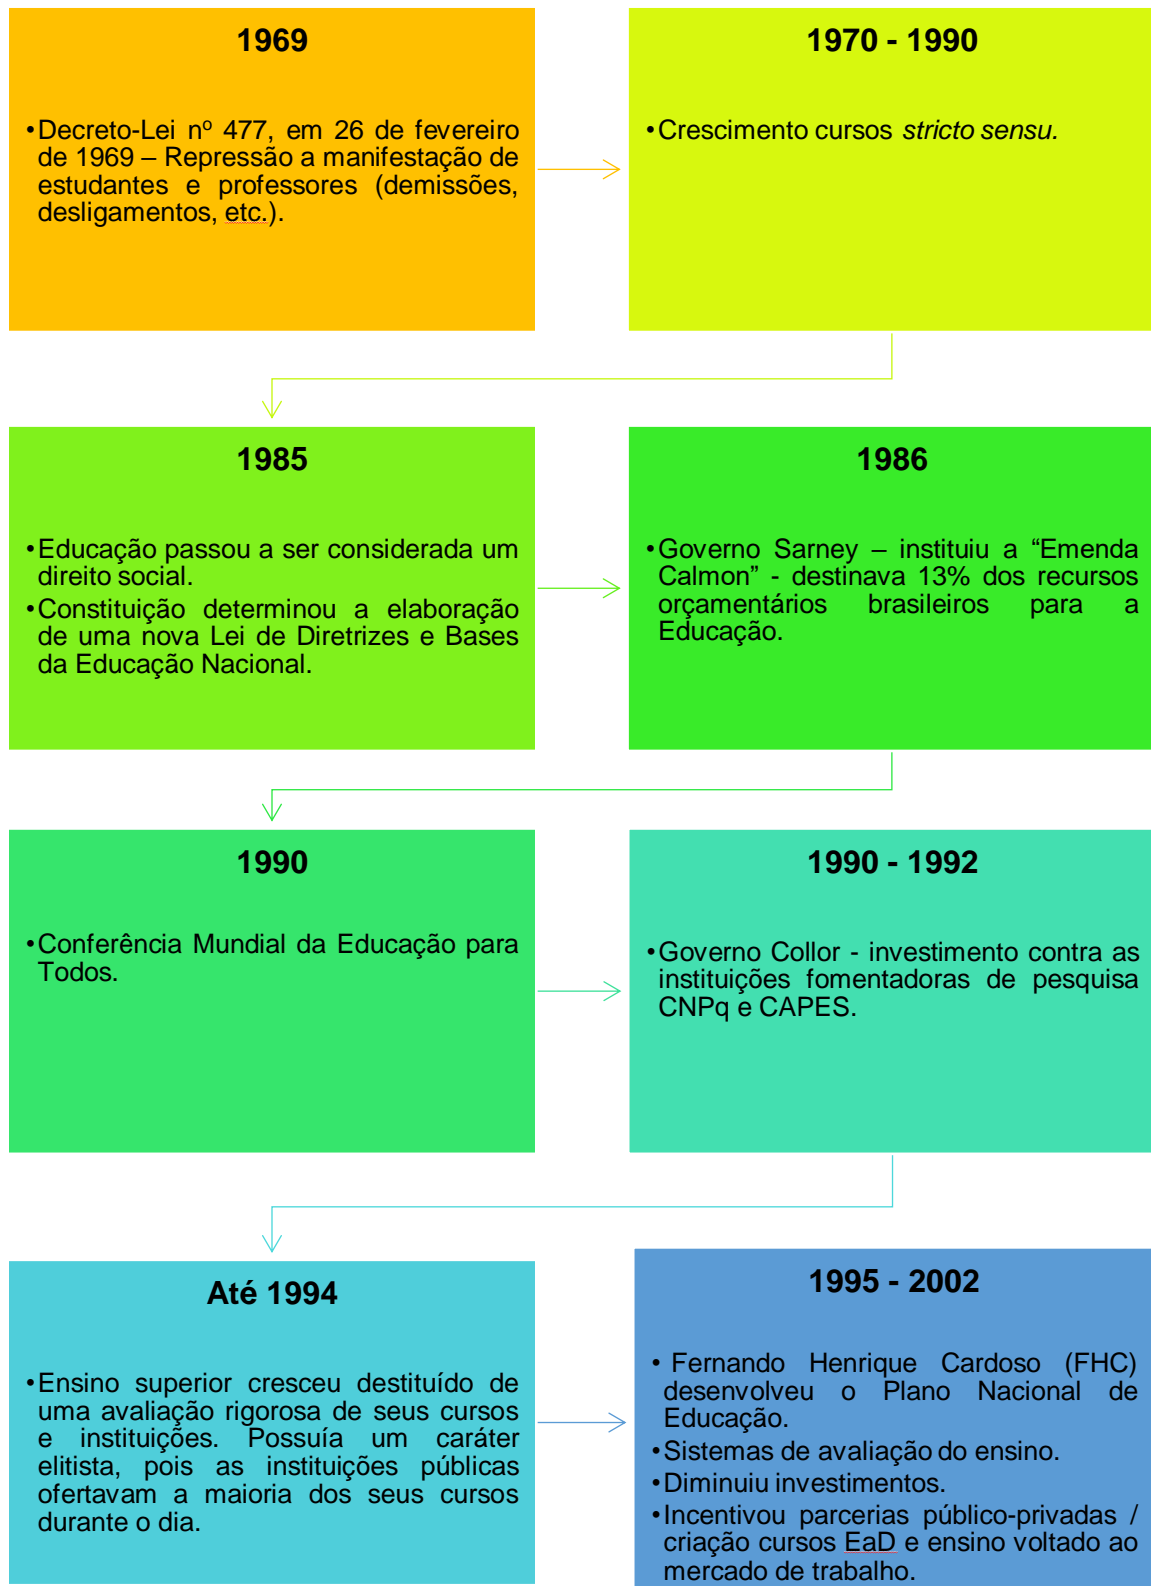 1969
•Decreto-Lei nº 477, em 26 de fevereiro
de 1969 – Repressão a manifestação de
estudantes e professores (demissões,
desligamentos, etc.).
1970 - 1990
•Crescimento cursos stricto sensu.
1985
•Educação passou a ser considerada um
direito social.
•Constituição determinou a elaboração
de uma nova Lei de Diretrizes e Bases
da Educação Nacional.
1986
•Governo Sarney – instituiu a “Emenda
Calmon” - destinava 13% dos recursos
orçamentários brasileiros para a
Educação.
1990
•Conferência Mundial da Educação para
Todos.
1990 - 1992
•Governo Collor - investimento contra as
instituições fomentadoras de pesquisa
CNPq e CAPES.
Até 1994
•Ensino superior cresceu destituído de
uma avaliação rigorosa de seus cursos
e instituições. Possuía um caráter
elitista, pois as instituições públicas
ofertavam a maioria dos seus cursos
durante o dia.
1995 - 2002
• Fernando Henrique Cardoso (FHC)
desenvolveu o Plano Nacional de
Educação.
•Sistemas de avaliação do ensino.
•Diminuiu investimentos.
•Incentivou parcerias público-privadas /
criação cursos EaD e ensino voltado ao
mercado de trabalho.